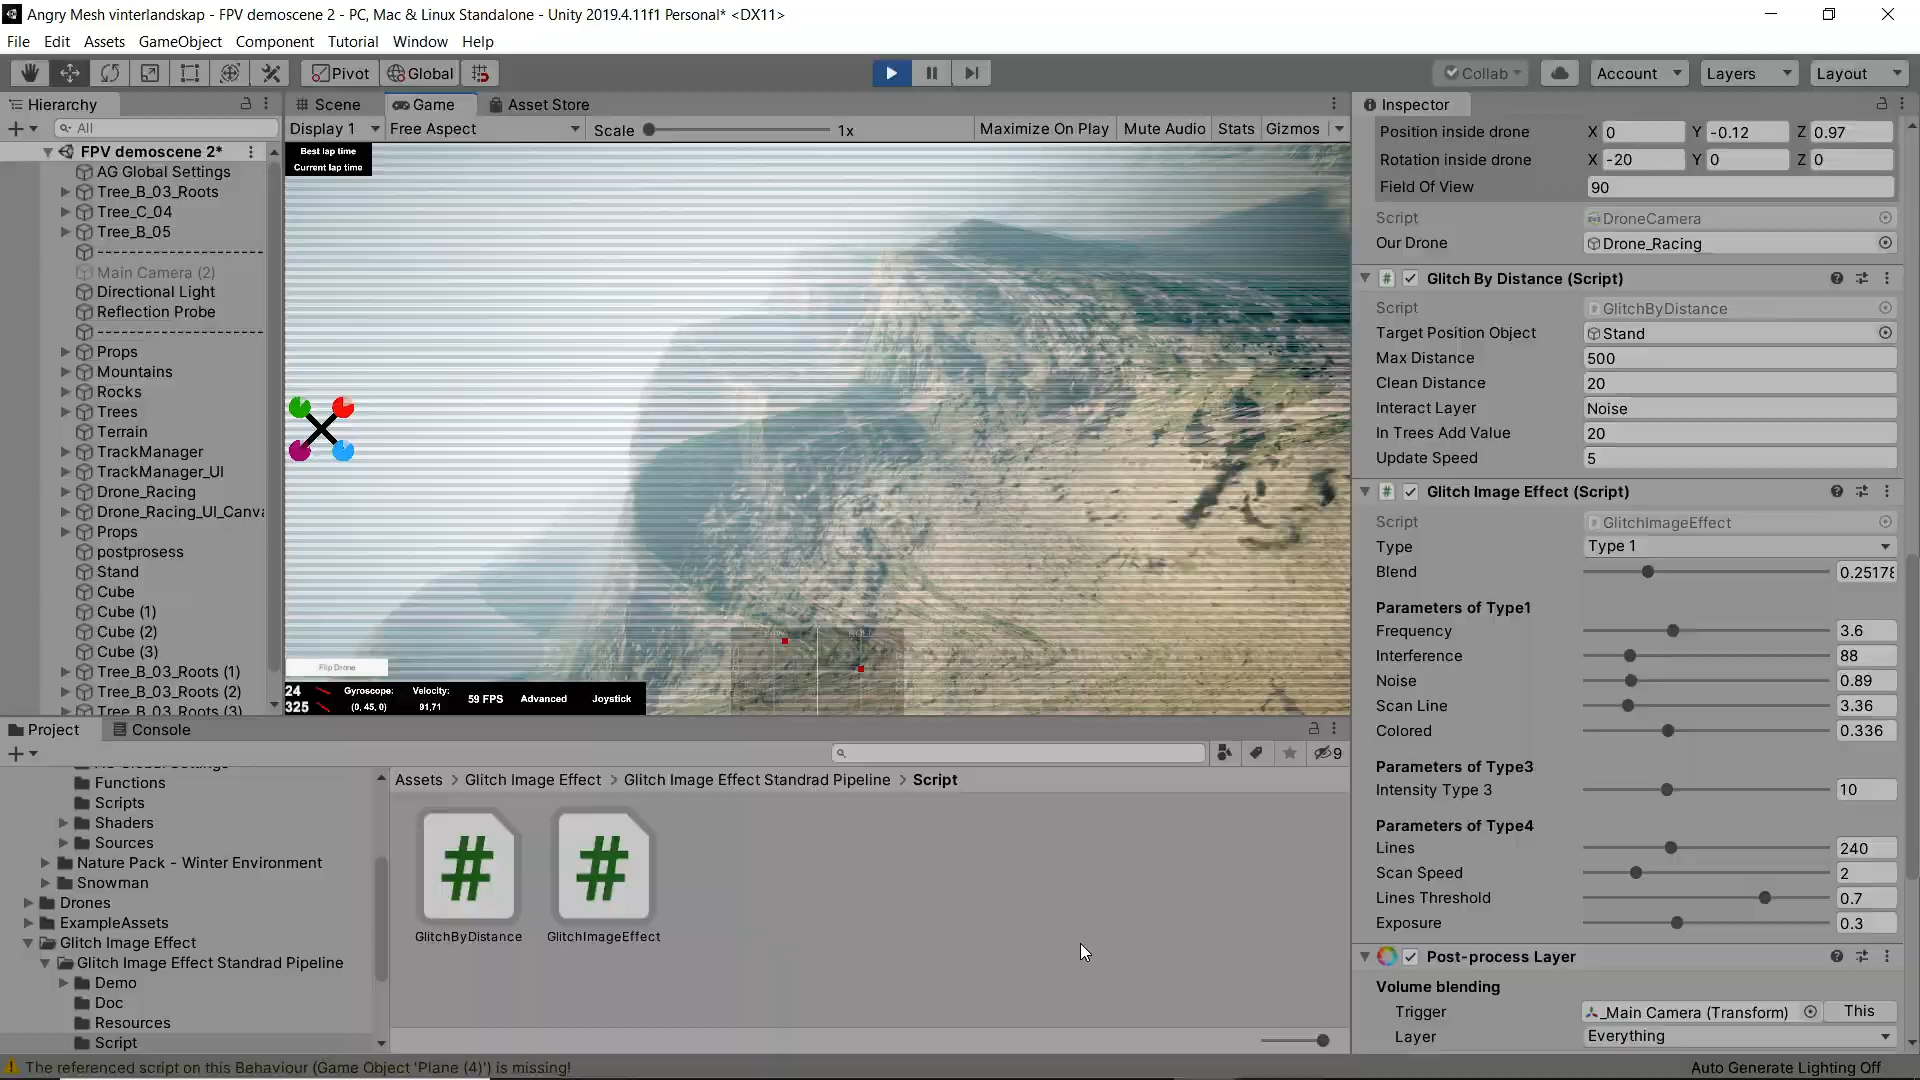 Angry Mesh vinterlandskap - FPV demoscene 2 - PC, Mac & Linux Standalone - Unity 2019.4.11f1 Personal* <DX11>
File Edit Assets GameObject Component Tutorial Window Help
Pivot Global Collab Account Layers Layout
Hierarchy
All
FPV demoscene 2*
AG Global Settings
Tree_B_03_Roots
Tree_C_04
Tree_B_05
--------------------
Main Camera (2)
Directional Light
Reflection Probe
--------------------
Props
Mountains
Rocks
Trees
Terrain
TrackManager
TrackManager_UI
Drone_Racing
Drone_Racing_UI_Canva
Props
postprosess
Stand
Cube
Cube (1)
Cube (2)
Cube (3)
Tree_B_03_Roots (1)
Tree_B_03_Roots (2)
Tree_B_03_Roots (3)
Scene Game Asset Store
Display 1 Free Aspect Scale 1x Maximize On Play Mute Audio Stats Gizmos
Best lap time
Current lap time
Flip Drone
24
325
Gyroscope:
(0, 45, 0)
Velocity:
91,71
59 FPS Advanced Joystick
Inspector
Position inside drone X 0 Y -0.12 Z 0.97
Rotation inside drone X -20 Y 0 Z 0
Field Of View 90
Script DroneCamera
Our Drone Drone_Racing
Glitch By Distance (Script)
Script GlitchByDistance
Target Position Object Stand
Max Distance 500
Clean Distance 20
Interact Layer Noise
In Trees Add Value 20
Update Speed 5
Glitch Image Effect (Script)
Script GlitchImageEffect
Type Type 1
Blend 0.25178
Parameters of Type1
Frequency 3.6
Interference 88
Noise 0.89
Scan Line 3.36
Colored 0.336
Parameters of Type3
Intensity Type 3 10
Parameters of Type4
Lines 240
Scan Speed 2
Lines Threshold 0.7
Exposure 0.3
Post-process Layer
Volume blending
Trigger _Main Camera (Transform) This
Layer Everything
Project Console
9
Functions
Scripts
Shaders
Sources
Nature Pack - Winter Environment
Snowman
Drones
ExampleAssets
Glitch Image Effect
Glitch Image Effect Standrad Pipeline
Demo
Doc
Resources
Script
Assets > Glitch Image Effect > Glitch Image Effect Standrad Pipeline > Script
GlitchByDistance GlitchImageEffect
The referenced script on this Behaviour (Game Object 'Plane (4)') is missing!
Auto Generate Lighting Off